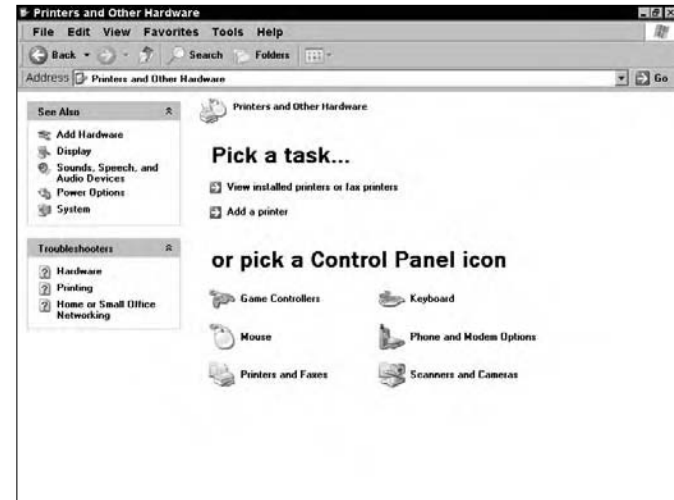 Printers and Other Hardware
File Edit View Favorites Tools Help
Back Search Folders
Address Printers and Other Hardware Go
See Also
Add Hardware
Display
Sounds, Speech, and
Audio Devices
Power Options
System
Troubleshooters
Hardware
Printing
Home or Small Office
Networking
Printers and Other Hardware
Pick a task...
View installed printers or fax printers
Add a printer
or pick a Control Panel icon
Game Controllers Keyboard
Mouse Phone and Modem Options
Printers and Faxes Scanners and Cameras